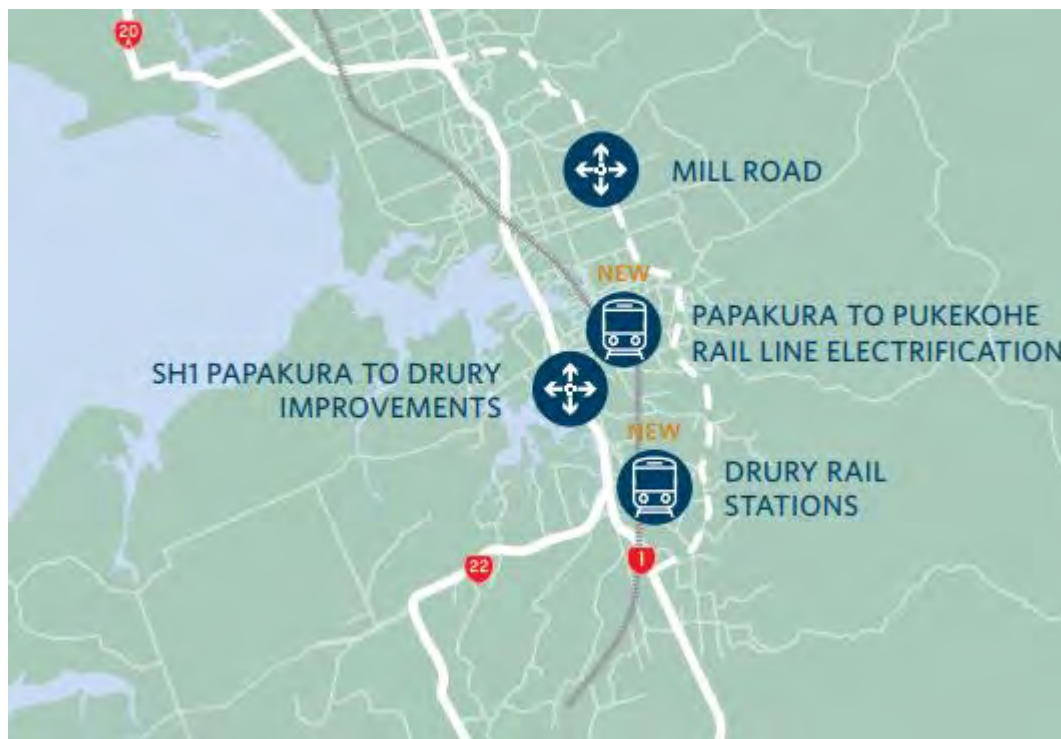 20
A
MILL ROAD
NEW
PAPAKURA TO PUKEKOHE
RAIL LINE ELECTRIFICATION
SH1 PAPAKURA TO DRURY
IMPROVEMENTS
NEW
DRURY RAIL
STATIONS
1
22